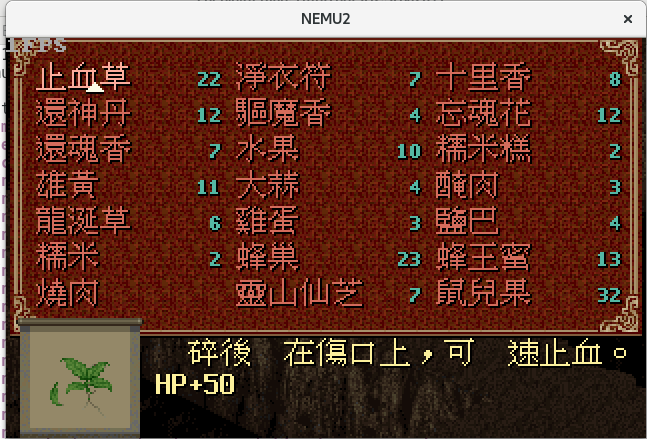 NEMU2
FPS
止血草 22 淨衣符 7 十里香 8
還神丹 12 驅魔香 4 忘魂花 12
還魂香 7 水果 10 糯米糕 2
雄黃 11 大蒜 4 醃肉 3
龍涎草 6 雞蛋 3 鹽巴 4
糯米 2 蜂巢 23 蜂王蜜 13
燒肉 靈山仙芝 7 鼠兒果 32
碎後 在傷口上,可 速止血。
HP+50